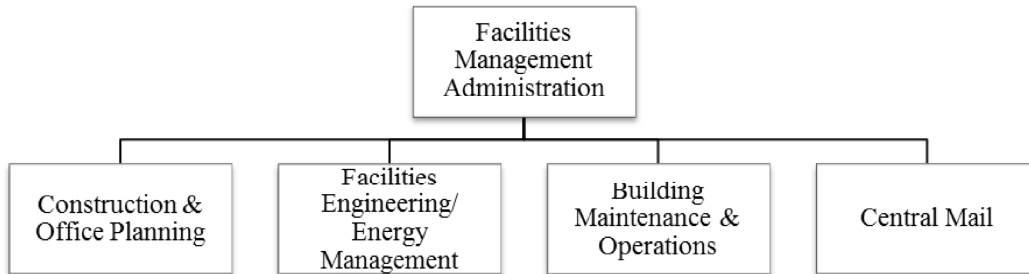 Facilities
Management
Administration
Construction &
Office Planning
Facilities
Engineering/
Energy
Management
Building
Maintenance &
Operations
Central Mail